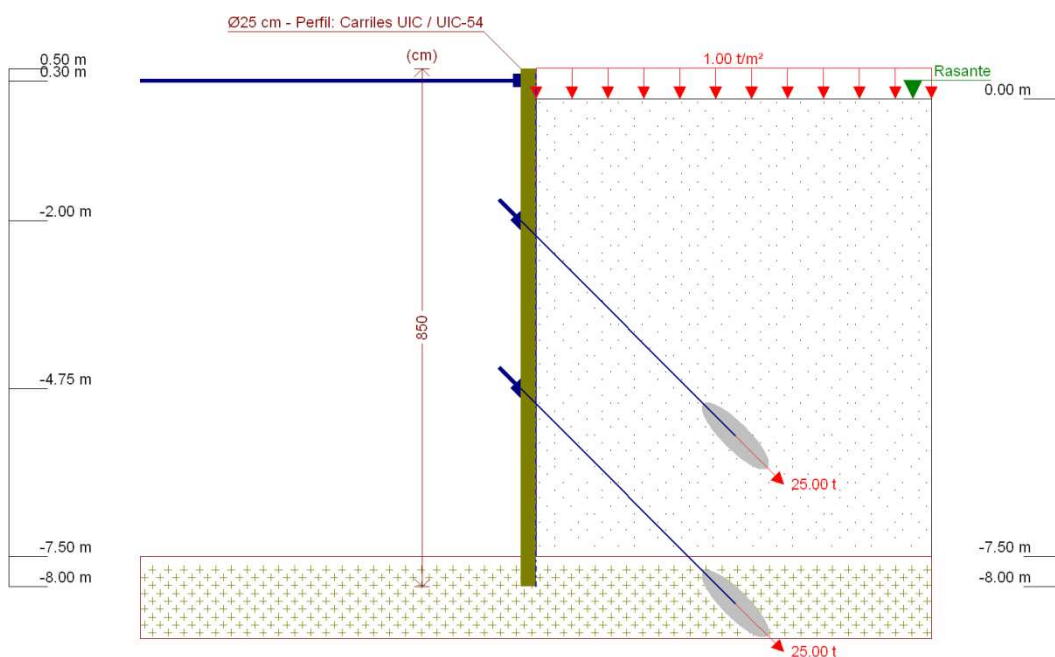 Ø25 cm - Perfil: Carriles UIC / UIC-54
(cm)
1.00 t/m²
Rasante
0.50 m
0.30 m
0.00 m
-2.00 m
850
-4.75 m
25.00 t
-7.50 m
-7.50 m
-8.00 m
-8.00 m
25.00 t